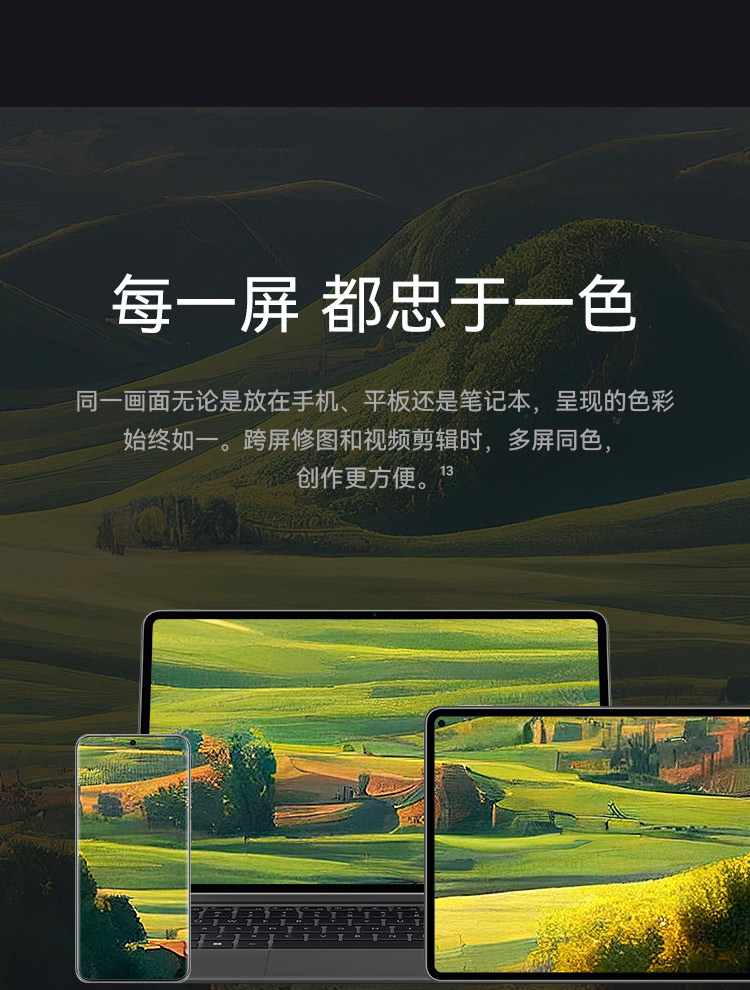 每一屏 都忠于一色
同一画面无论是放在手机、平板还是笔记本，呈现的色彩
始终如一。跨屏修图和视频剪辑时，多屏同色，
创作更方便。13